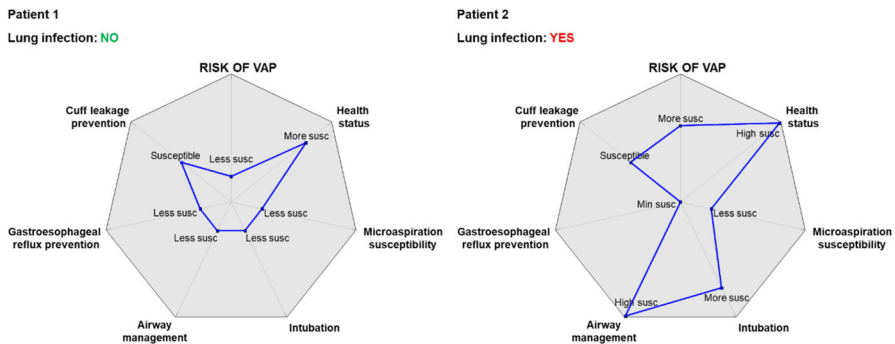 Patient 1
Lung infection: NO
RISK OF VAP
Cuff leakage
prevention
Health
status
More susc
Susceptible
Less susc
Less susc
Less susc
Gastroesophageal
reflux prevention
Microaspiration
susceptibility
Less susc
Less susc
Airway
management
Intubation
Patient 2
Lung infection: YES
RISK OF VAP
Cuff leakage
prevention
Health
status
More susc
High susc
Susceptible
Min susc
Less susc
Gastroesophageal
reflux prevention
Microaspiration
susceptibility
High susc
More susc
Airway
management
Intubation